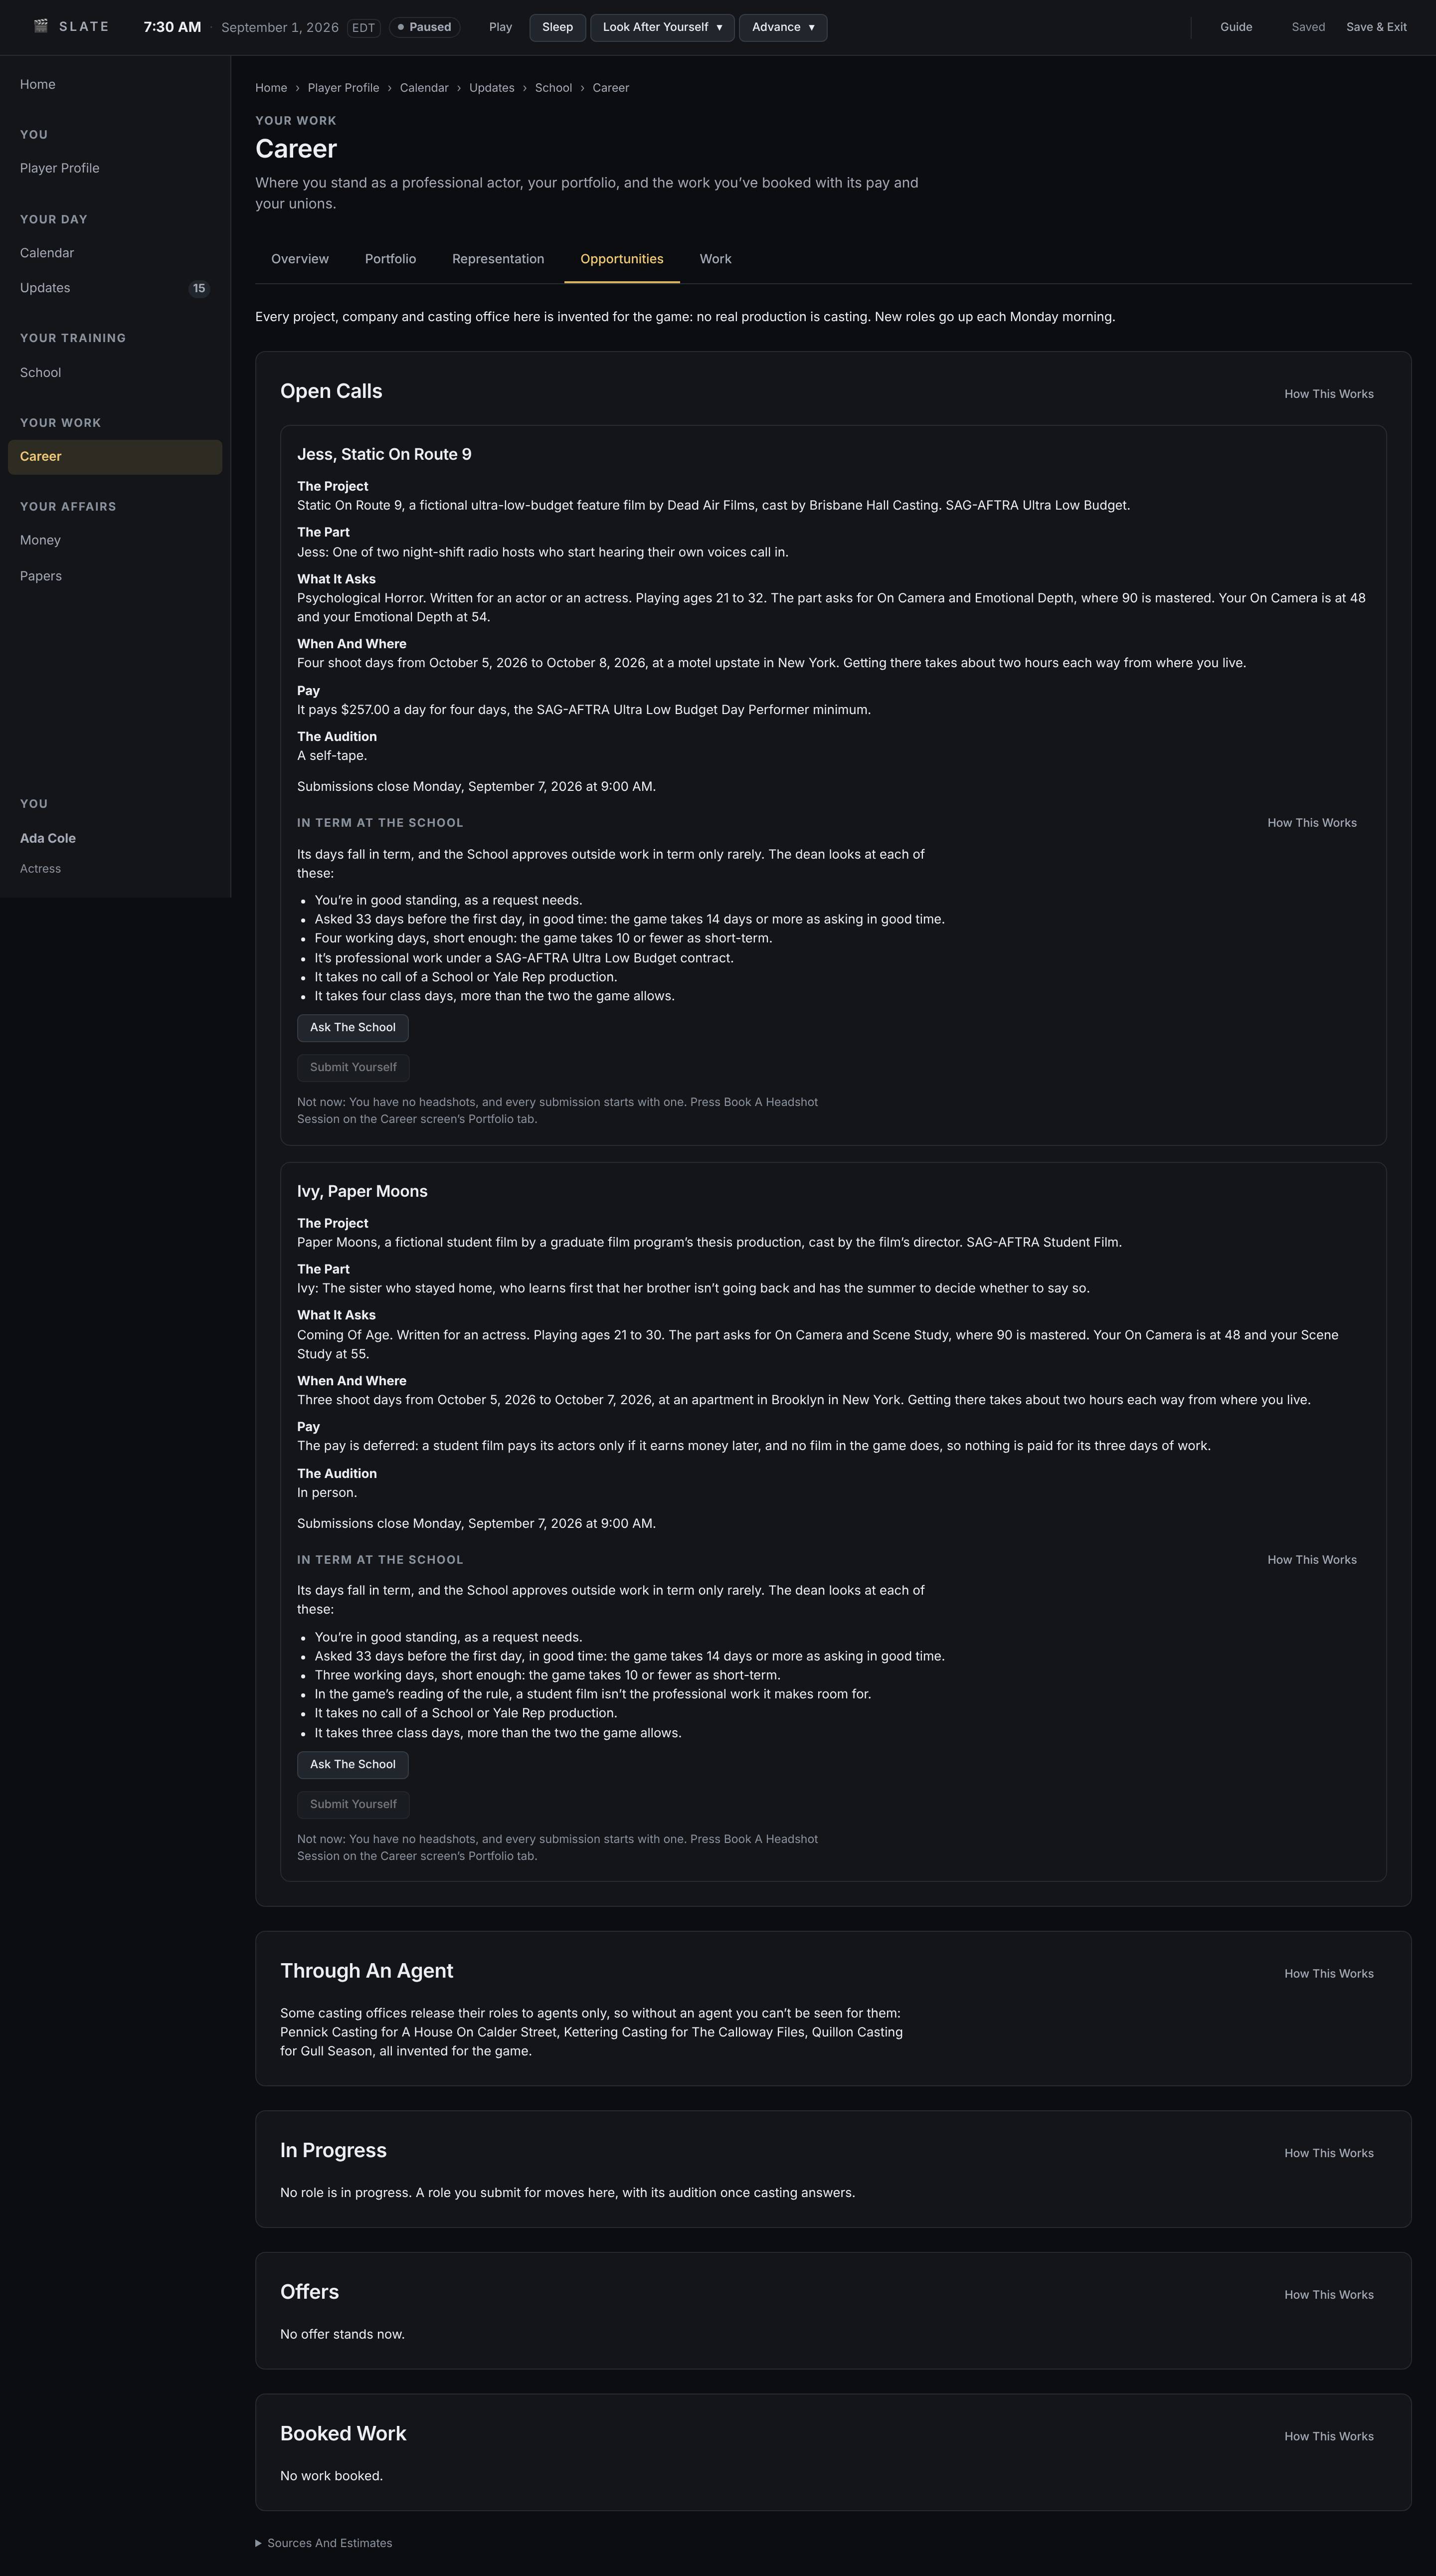 SLATE
7:30 AM · September 1, 2026 EDT Paused Play Sleep Look After Yourself ▾ Advance ▾ Guide Saved Save & Exit
Home
YOU
Player Profile
YOUR DAY
Calendar
Updates 15
YOUR TRAINING
School
YOUR WORK
Career
YOUR AFFAIRS
Money
Papers
YOU
Ada Cole
Actress
Home › Player Profile › Calendar › Updates › School › Career
YOUR WORK
Career
Where you stand as a professional actor, your portfolio, and the work you’ve booked with its pay and
your unions.
Overview Portfolio Representation Opportunities Work
Every project, company and casting office here is invented for the game: no real production is casting. New roles go up each Monday morning.
Open Calls How This Works
Jess, Static On Route 9
The Project
Static On Route 9, a fictional ultra-low-budget feature film by Dead Air Films, cast by Brisbane Hall Casting. SAG-AFTRA Ultra Low Budget.
The Part
Jess: One of two night-shift radio hosts who start hearing their own voices call in.
What It Asks
Psychological Horror. Written for an actor or an actress. Playing ages 21 to 32. The part asks for On Camera and Emotional Depth, where 90 is mastered. Your On Camera is at 48
and your Emotional Depth at 54.
When And Where
Four shoot days from October 5, 2026 to October 8, 2026, at a motel upstate in New York. Getting there takes about two hours each way from where you live.
Pay
It pays $257.00 a day for four days, the SAG-AFTRA Ultra Low Budget Day Performer minimum.
The Audition
A self-tape.
Submissions close Monday, September 7, 2026 at 9:00 AM.
IN TERM AT THE SCHOOL How This Works
Its days fall in term, and the School approves outside work in term only rarely. The dean looks at each of
these:
• You’re in good standing, as a request needs.
• Asked 33 days before the first day, in good time: the game takes 14 days or more as asking in good time.
• Four working days, short enough: the game takes 10 or fewer as short-term.
• It’s professional work under a SAG-AFTRA Ultra Low Budget contract.
• It takes no call of a School or Yale Rep production.
• It takes four class days, more than the two the game allows.
Ask The School
Submit Yourself
Not now: You have no headshots, and every submission starts with one. Press Book A Headshot
Session on the Career screen’s Portfolio tab.
Ivy, Paper Moons
The Project
Paper Moons, a fictional student film by a graduate film program’s thesis production, cast by the film’s director. SAG-AFTRA Student Film.
The Part
Ivy: The sister who stayed home, who learns first that her brother isn’t going back and has the summer to decide whether to say so.
What It Asks
Coming Of Age. Written for an actress. Playing ages 21 to 30. The part asks for On Camera and Scene Study, where 90 is mastered. Your On Camera is at 48 and your Scene
Study at 55.
When And Where
Three shoot days from October 5, 2026 to October 7, 2026, at an apartment in Brooklyn in New York. Getting there takes about two hours each way from where you live.
Pay
The pay is deferred: a student film pays its actors only if it earns money later, and no film in the game does, so nothing is paid for its three days of work.
The Audition
In person.
Submissions close Monday, September 7, 2026 at 9:00 AM.
IN TERM AT THE SCHOOL How This Works
Its days fall in term, and the School approves outside work in term only rarely. The dean looks at each of
these:
• You’re in good standing, as a request needs.
• Asked 33 days before the first day, in good time: the game takes 14 days or more as asking in good time.
• Three working days, short enough: the game takes 10 or fewer as short-term.
• In the game’s reading of the rule, a student film isn’t the professional work it makes room for.
• It takes no call of a School or Yale Rep production.
• It takes three class days, more than the two the game allows.
Ask The School
Submit Yourself
Not now: You have no headshots, and every submission starts with one. Press Book A Headshot
Session on the Career screen’s Portfolio tab.
Through An Agent How This Works
Some casting offices release their roles to agents only, so without an agent you can’t be seen for them:
Pennick Casting for A House On Calder Street, Kettering Casting for The Calloway Files, Quillon Casting
for Gull Season, all invented for the game.
In Progress How This Works
No role is in progress. A role you submit for moves here, with its audition once casting answers.
Offers How This Works
No offer stands now.
Booked Work How This Works
No work booked.
▶ Sources And Estimates